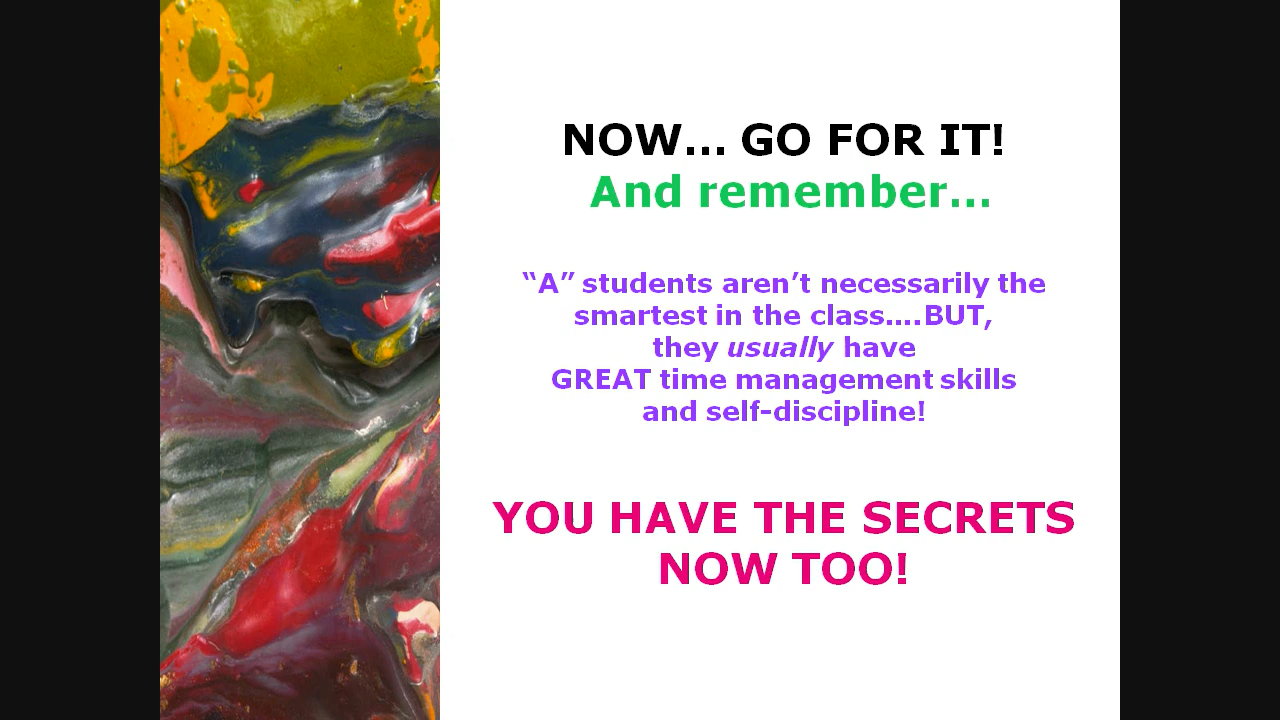 NOW... GO FOR IT!
And remember...
“A” students aren’t necessarily the
smartest in the class....BUT,
they usually have
GREAT time management skills
and self-discipline!
YOU HAVE THE SECRETS
NOW TOO!